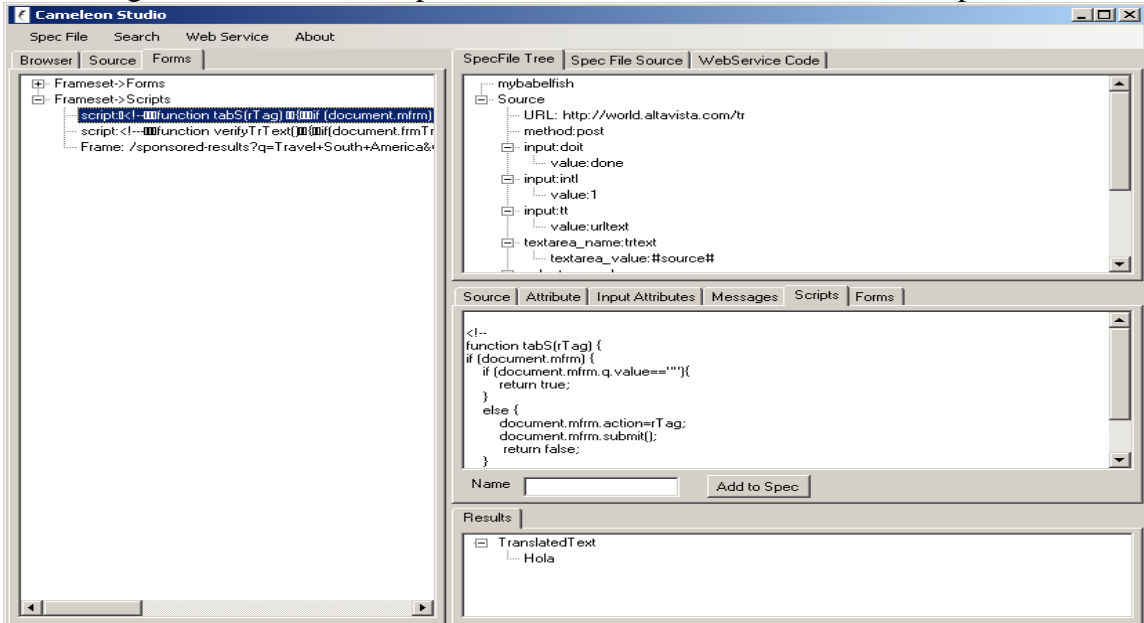 Cameleon Studio
Spec File Search Web Service About
Browser Source Forms
Frameset->Forms
Frameset->Scripts
script:<!--function tabS(rTag) {if (document.mfrm)
script:<!--function verifyTrText(){if(document.frmTr
Frame: /sponsored-results?q=Travel+South+America&
SpecFile Tree Spec File Source WebService Code
mybabelfish
Source
URL: http://world.altavista.com/tr
method:post
input:doit
value:done
input:intl
value:1
input:tt
value:urltext
textarea_name:trtext
textarea_value:#source#
Source Attribute Input Attributes Messages Scripts Forms
<!--
function tabS(rTag) {
if (document.mfrm) {
if (document.mfrm.q.value==""){
return true;
}
else {
document.mfrm.action=rTag;
document.mfrm.submit();
return false;
}
Name Add to Spec
Results
TranslatedText
Hola